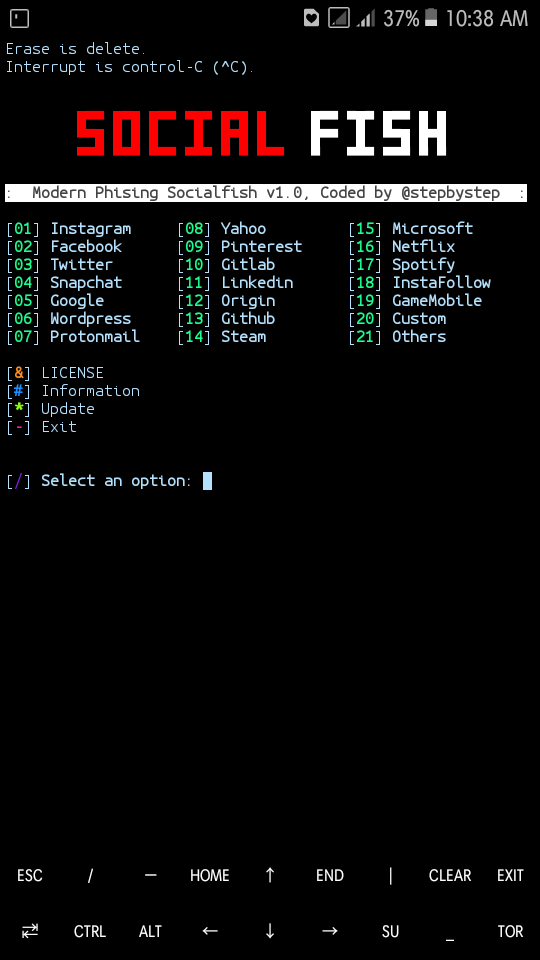 37% 10:38 AM
Erase is delete.
Interrupt is control-C (^C).
SOCIAL FISH
: Modern Phising Socialfish v1.0, Coded by @stepbystep :
[01] Instagram [08] Yahoo [15] Microsoft
[02] Facebook [09] Pinterest [16] Netflix
[03] Twitter [10] Gitlab [17] Spotify
[04] Snapchat [11] Linkedin [18] InstaFollow
[05] Google [12] Origin [19] GameMobile
[06] Wordpress [13] Github [20] Custom
[07] Protonmail [14] Steam [21] Others
[&] LICENSE
[#] Information
[*] Update
[-] Exit
[/] Select an option:
ESC / — HOME ↑ END | CLEAR EXIT
⇄ CTRL ALT ← ↓ → SU _ TOR